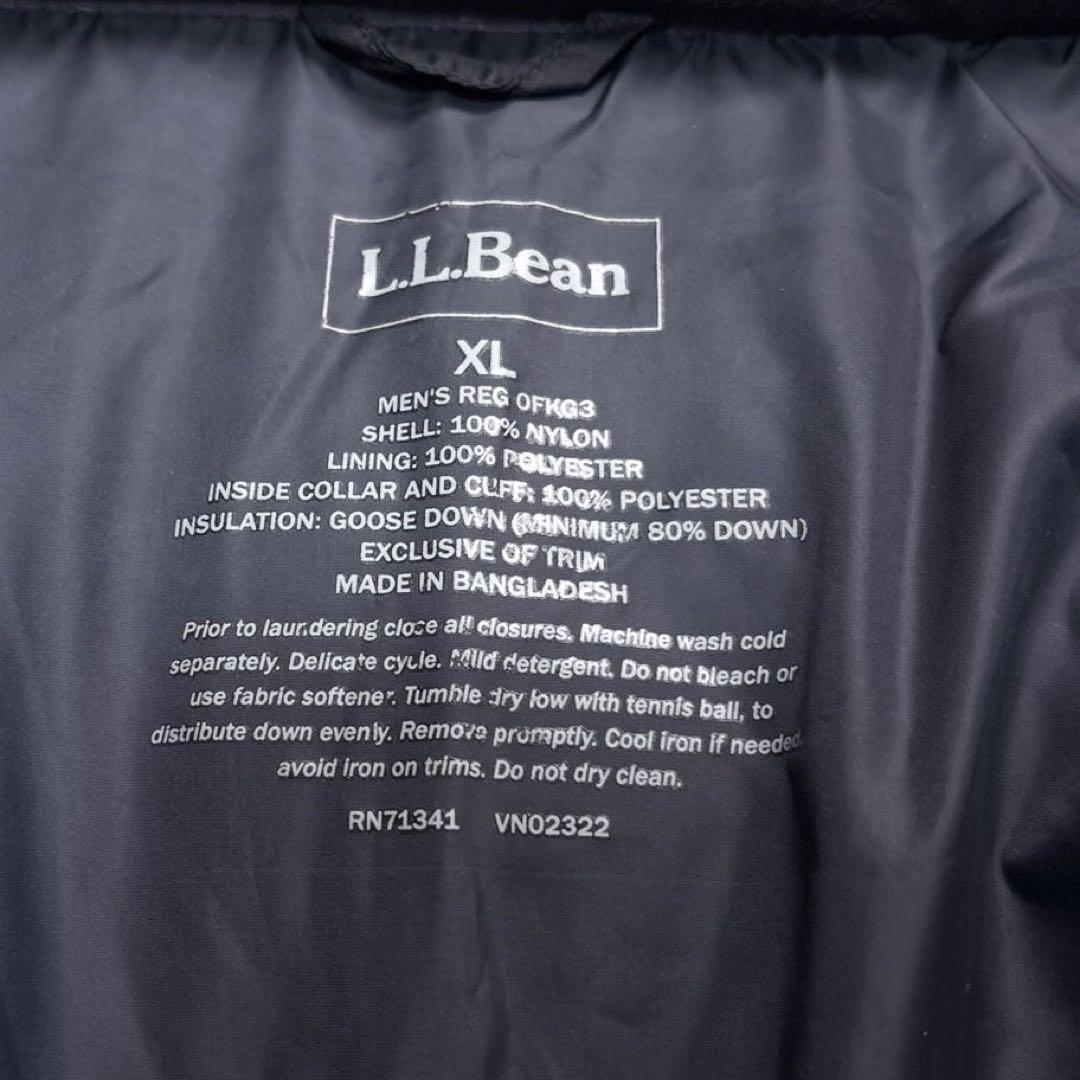 L.L.Bean
XL
MEN'S REG 0FKG3
SHELL: 100% NYLON
LINING: 100% POLYESTER
INSIDE COLLAR AND CUFF: 100% POLYESTER
INSULATION: GOOSE DOWN (MINIMUM 80% DOWN)
EXCLUSIVE OF TRIM
MADE IN BANGLADESH
Prior to laundering close all closures. Machine wash cold
separately. Delicate cycle. Mild detergent. Do not bleach or
use fabric softener. Tumble dry low with tennis ball, to
distribute down evenly. Remove promptly. Cool iron if needed,
avoid iron on trims. Do not dry clean.
RN71341 VN02322